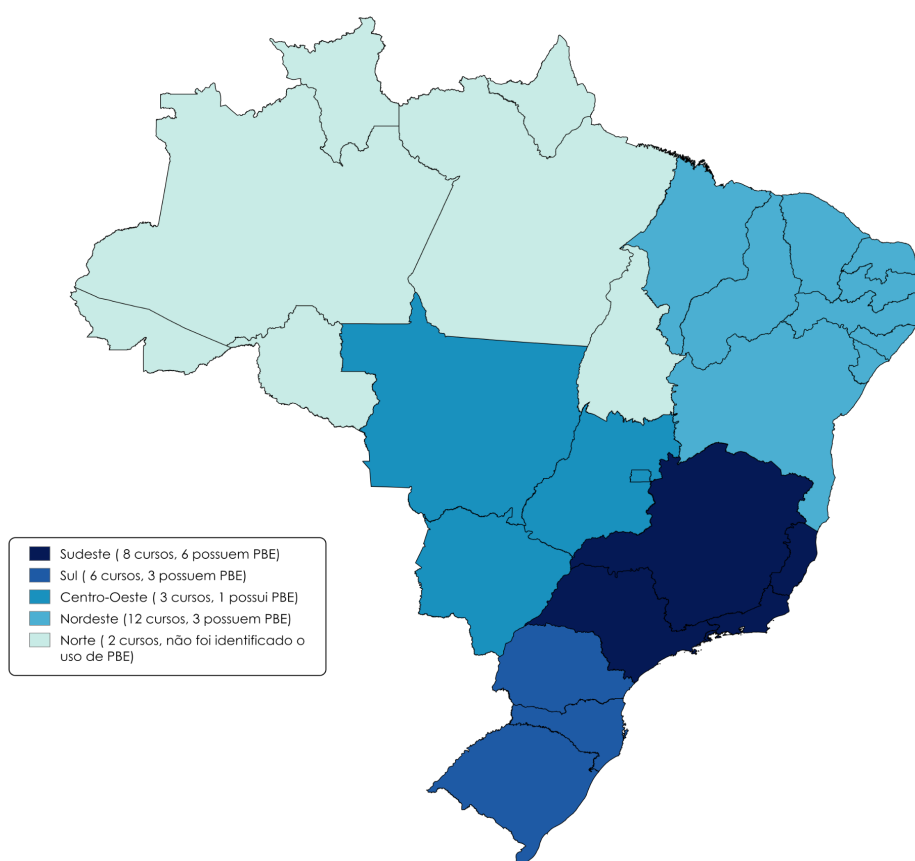 Sudeste ( 8 cursos, 6 possuem PBE)
Sul ( 6 cursos, 3 possuem PBE)
Centro-Oeste ( 3 cursos, 1 possui PBE)
Nordeste (12 cursos, 3 possuem PBE)
Norte ( 2 cursos, não foi identificado o
uso de PBE)